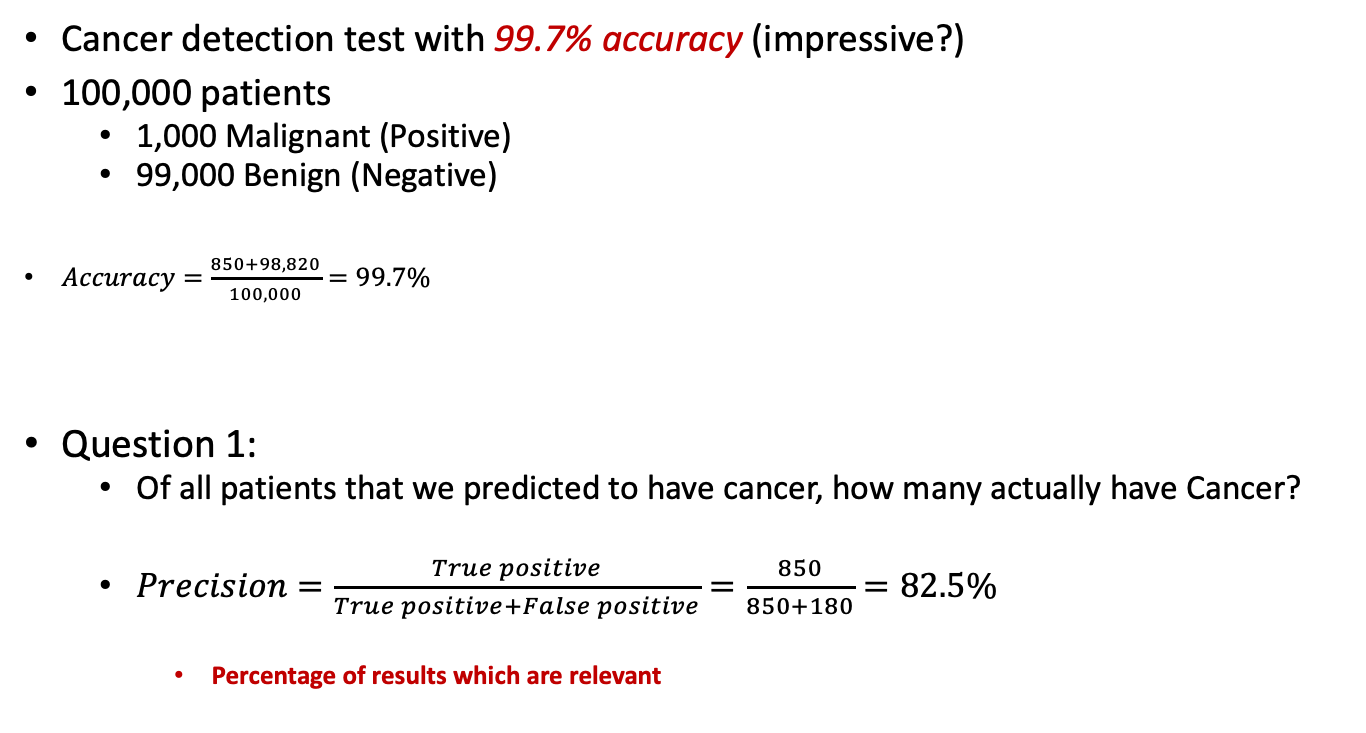 • Cancer detection test with 99.7% accuracy (impressive?)
• 100,000 patients
• 1,000 Malignant (Positive)
• 99,000 Benign (Negative)
• Accuracy = (850+98,820)/100,000 = 99.7%
• Question 1:
• Of all patients that we predicted to have cancer, how many actually have Cancer?
• Precision = True positive/(True positive+False positive) = 850/(850+180) = 82.5%
• Percentage of results which are relevant